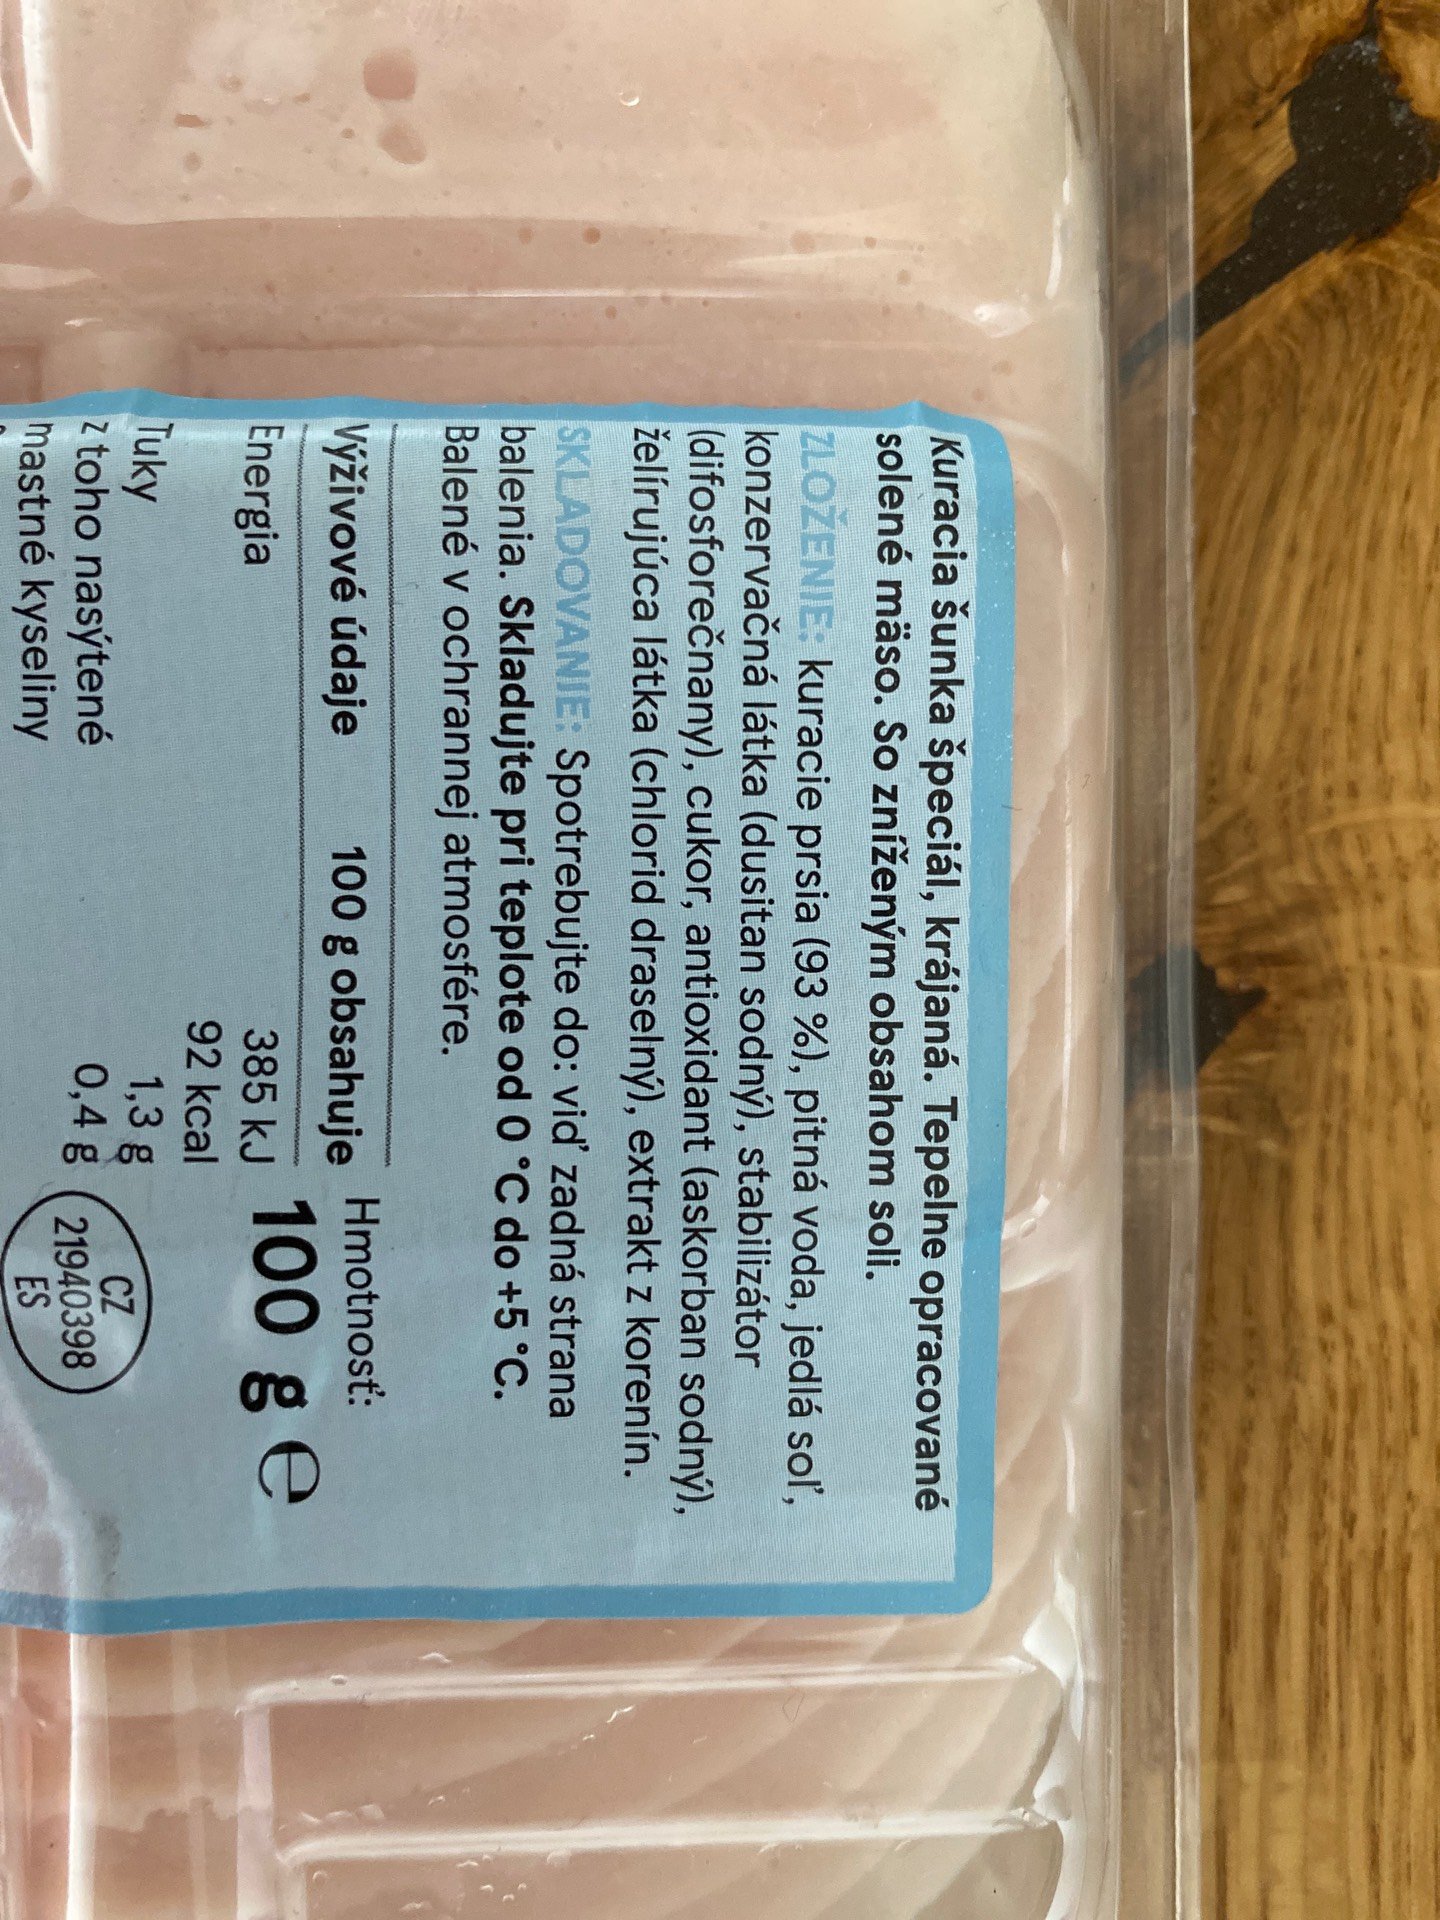 Kuracia šunka špeciál, krájaná. Tepelne opracované
solené mäso. So zníženým obsahom soli.
ZLOŽENIE: kuracie prsia (93 %), pitná voda, jedlá soľ,
konzervačná látka (dusitan sodný), stabilizátor
(difosforečnany), cukor, antioxidant (askorban sodný),
želírujúca látka (chlorid draselný), extrakt z korenín.
SKLADOVANIE: Spotrebujte do: viď zadná strana
balenia. Skladujte pri teplote od 0 °C do +5 °C.
Balené v ochrannej atmosfére.
Výživové údaje 100 g obsahuje
Energia 385 kJ
92 kcal
Tuky 1,3 g
z toho nasýtené 0,4 g
mastné kyseliny
Hmotnosť:
100 g ℮
CZ
21940398
ES